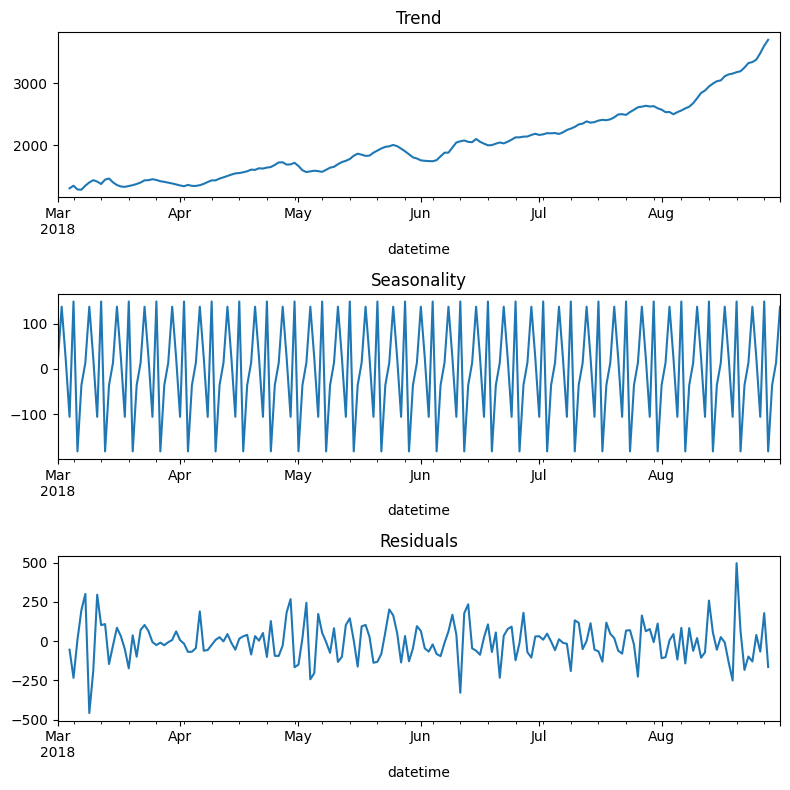 Trend
3000
2000
Mar Apr May Jun Jul Aug
2018
datetime
Seasonality
100
0
−100
Mar Apr May Jun Jul Aug
2018
datetime
Residuals
500
250
0
−250
−500
Mar Apr May Jun Jul Aug
2018
datetime